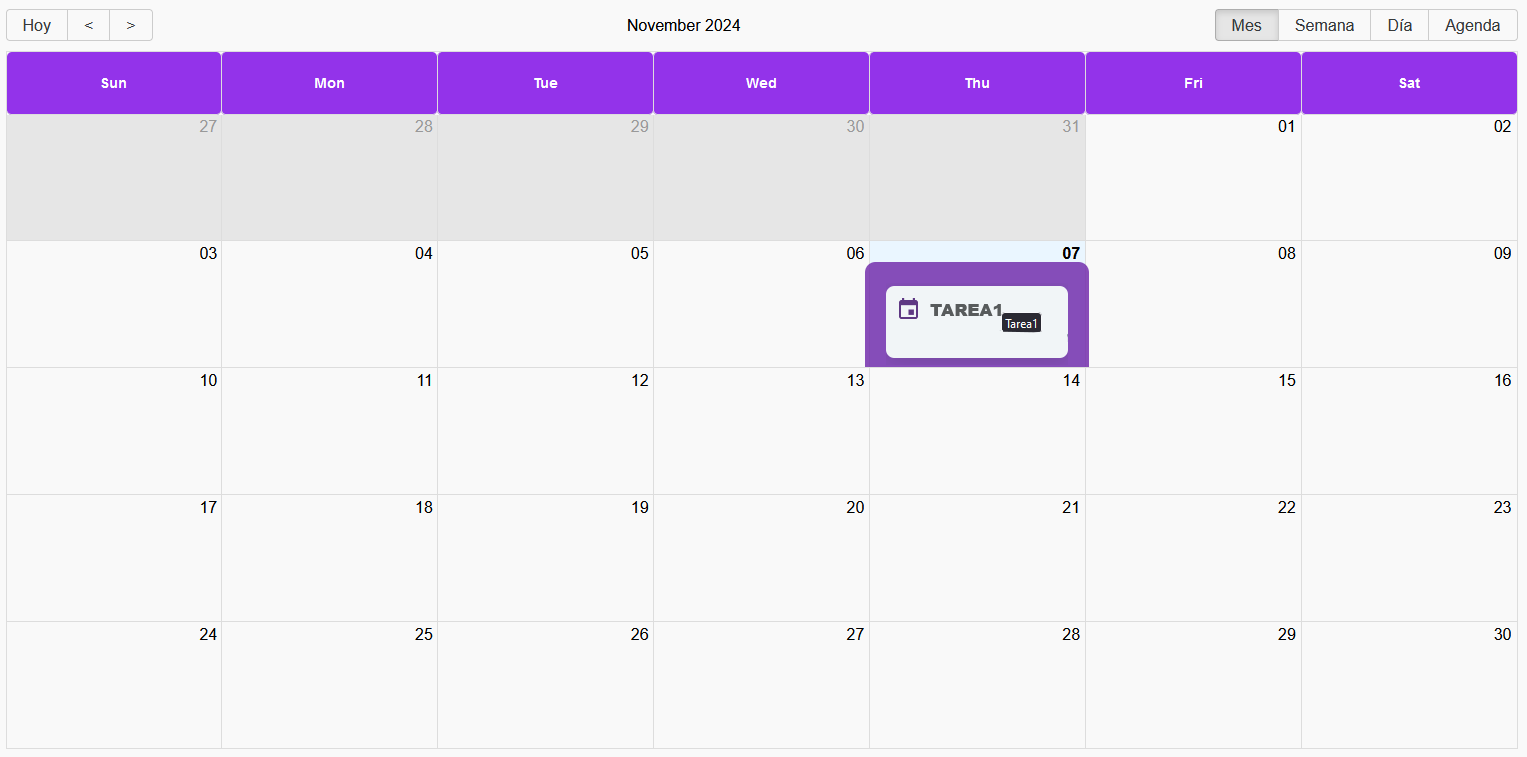 Hoy < > November 2024 Mes Semana Día Agenda
Sun Mon Tue Wed Thu Fri Sat
27 28 29 30 31 01 02
03 04 05 06 07 08 09
TAREA1
Tarea1
10 11 12 13 14 15 16
17 18 19 20 21 22 23
24 25 26 27 28 29 30